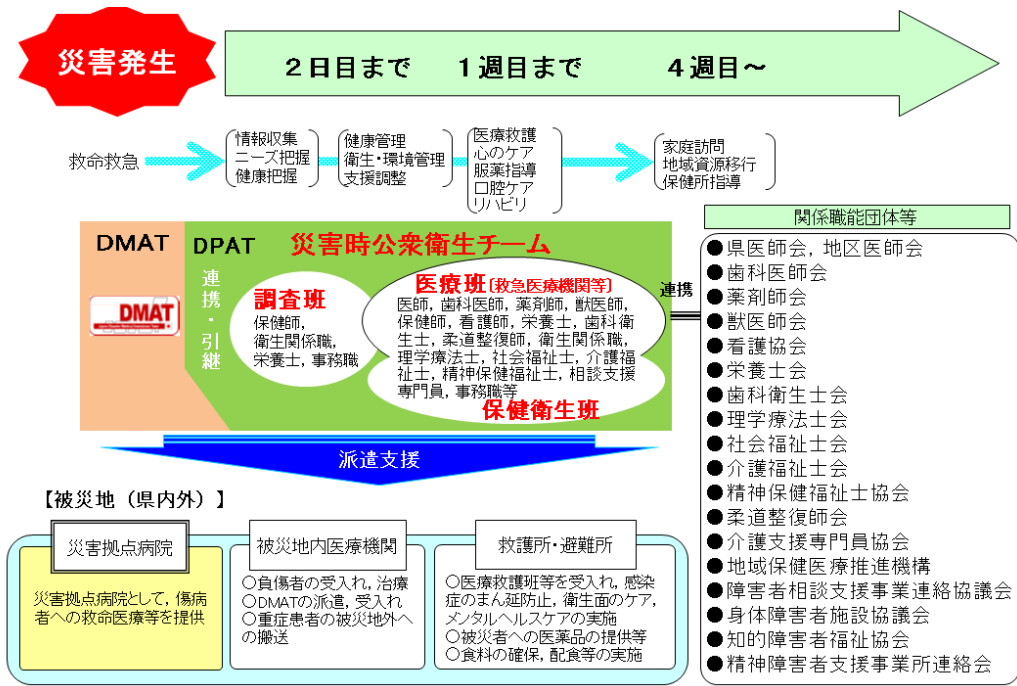 災害発生
2日目まで
1週目まで
4週目～
救命救急
情報収集
ニーズ把握
健康把握
健康管理
衛生・環境管理
支援調整
医療救護
心のケア
服薬指導
口腔ケア
リハビリ
家庭訪問
地域資源移行
保健所指導
DMAT
DMAT
DPAT
連携・引継
災害時公衆衛生チーム
調査班
保健師,
衛生関係職,
栄養士, 事務職
医療班〔救急医療機関等〕
医師, 歯科医師, 薬剤師, 獣医師,
保健師, 看護師, 栄養士, 歯科衛
生士, 柔道整復師, 衛生関係職,
理学療法士, 社会福祉士, 介護福
祉士, 精神保健福祉士, 相談支援
専門員, 事務職等
保健衛生班
連携
関係職能団体等
●県医師会, 地区医師会
●歯科医師会
●薬剤師会
●獣医師会
●看護協会
●栄養士会
●歯科衛生士会
●理学療法士会
●社会福祉士会
●介護福祉士会
●精神保健福祉士協会
●柔道整復師会
●介護支援専門員協会
●地域保健医療推進機構
●障害者相談支援事業連絡協議会
●身体障害者施設協議会
●知的障害者福祉協会
●精神障害者支援事業所連絡会
派遣支援
【被災地（県内外）】
災害拠点病院
災害拠点病院として, 傷病
者への救命医療等を提供
被災地内医療機関
○負傷者の受入れ, 治療
○DMATの派遣, 受入れ
○重症患者の被災地外へ
の搬送
救護所・避難所
○医療救護班等を受入れ, 感染
症のまん延防止, 衛生面のケア,
メンタルヘルスケアの実施
○被災者への医薬品の提供等
○食料の確保, 配食等の実施